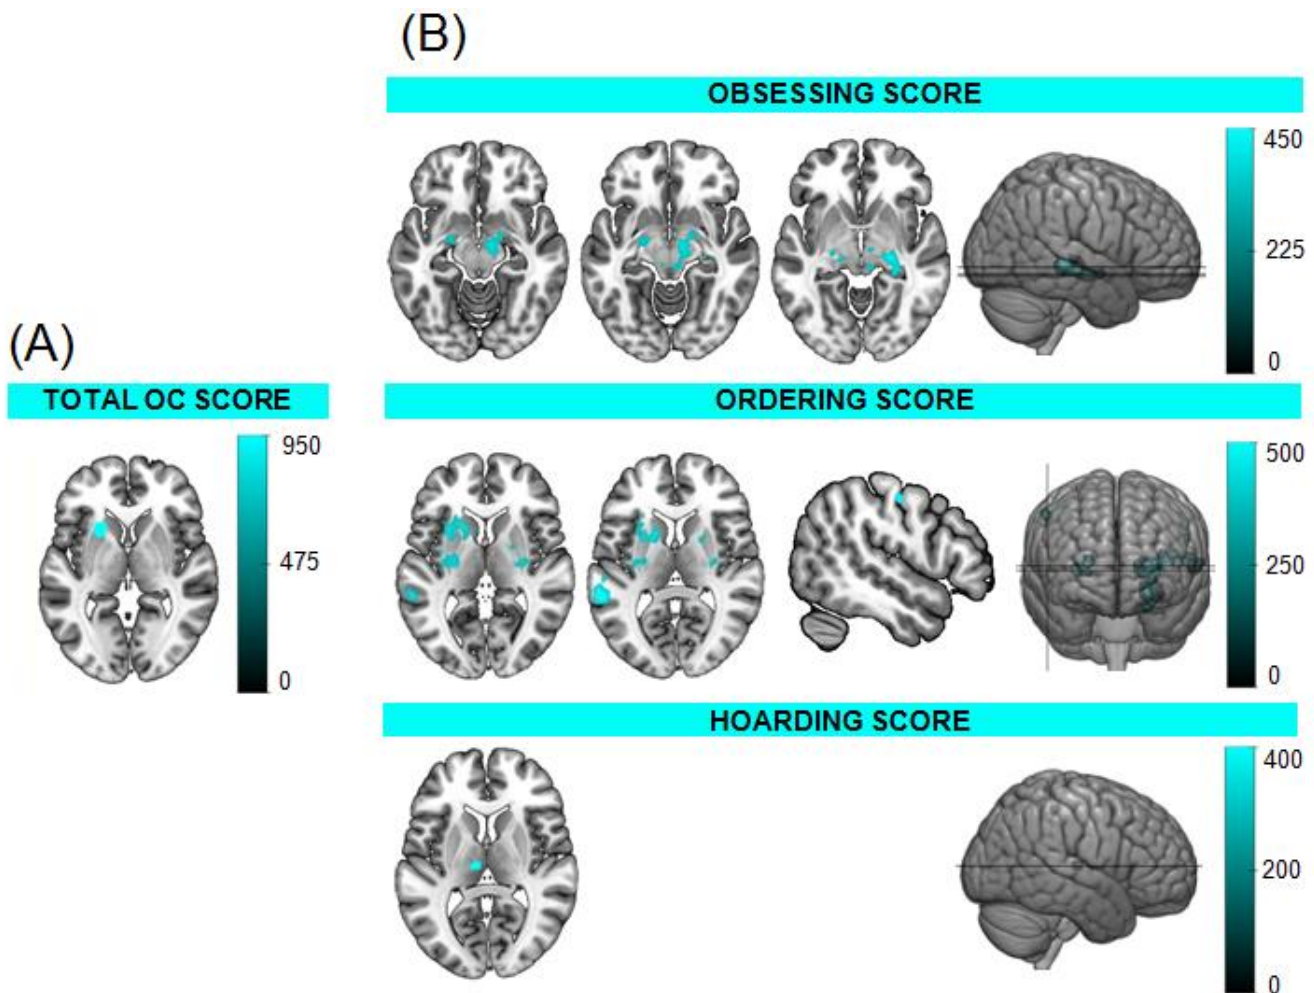 (A)
TOTAL OC SCORE
950
475
0
(B)
OBSESSING SCORE
450
225
0
ORDERING SCORE
500
250
0
HOARDING SCORE
400
200
0